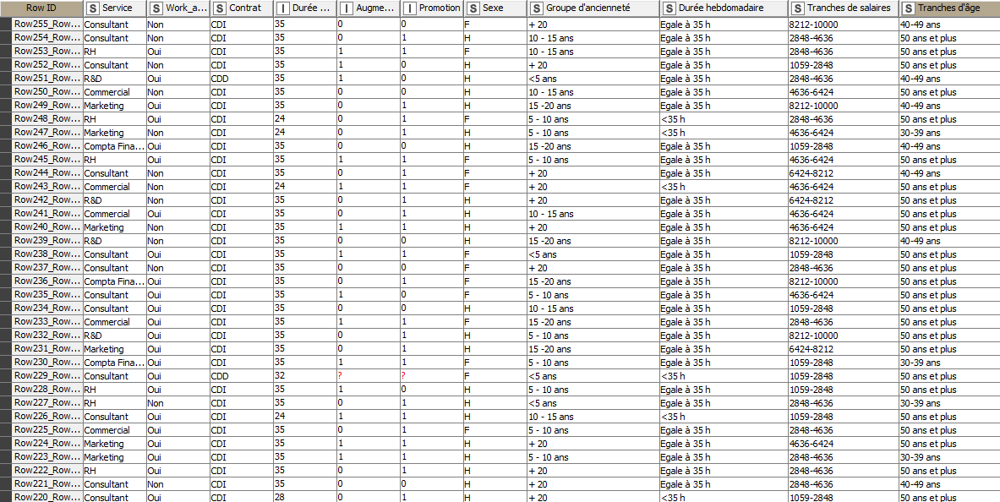 Row ID S Service S Work_a... S Contrat I Durée ... I Augme... I Promotion S Sexe S Groupe d'ancienneté S Durée hebdomadaire S Tranches de salaires S Tranches d'âge
Row255_Row... Consultant Non CDI 35 0 0 F + 20 Egale à 35 h 8212-10000 40-49 ans
Row254_Row... Consultant Non CDI 35 0 1 H 10 - 15 ans Egale à 35 h 2848-4636 50 ans et plus
Row253_Row... RH Oui CDI 35 1 1 F 10 - 15 ans Egale à 35 h 2848-4636 50 ans et plus
Row252_Row... Consultant Non CDI 35 1 0 H + 20 Egale à 35 h 1059-2848 50 ans et plus
Row251_Row... R&D Oui CDD 35 1 0 H <5 ans Egale à 35 h 2848-4636 40-49 ans
Row250_Row... Commercial Non CDI 35 0 0 H 10 - 15 ans Egale à 35 h 4636-6424 50 ans et plus
Row249_Row... Marketing Oui CDI 35 0 1 H 15 -20 ans Egale à 35 h 8212-10000 40-49 ans
Row248_Row... RH Oui CDI 24 0 1 F 5 - 10 ans <35 h 2848-4636 50 ans et plus
Row247_Row... Marketing Non CDI 24 0 1 H 5 - 10 ans <35 h 4636-6424 30-39 ans
Row246_Row... Compta Fina... Oui CDI 35 0 0 H 15 -20 ans Egale à 35 h 1059-2848 40-49 ans
Row245_Row... RH Oui CDI 35 1 1 F 5 - 10 ans Egale à 35 h 4636-6424 50 ans et plus
Row244_Row... Consultant Non CDI 35 0 1 F + 20 Egale à 35 h 6424-8212 40-49 ans
Row243_Row... Commercial Non CDI 24 1 1 F + 20 <35 h 4636-6424 50 ans et plus
Row242_Row... R&D Non CDI 35 0 1 H + 20 Egale à 35 h 6424-8212 50 ans et plus
Row241_Row... Commercial Oui CDI 35 0 1 H 10 - 15 ans Egale à 35 h 4636-6424 50 ans et plus
Row240_Row... Marketing Non CDI 35 1 1 H + 20 Egale à 35 h 4636-6424 50 ans et plus
Row239_Row... R&D Non CDI 35 0 0 H 15 -20 ans Egale à 35 h 8212-10000 40-49 ans
Row238_Row... Consultant Oui CDI 35 1 1 F <5 ans Egale à 35 h 1059-2848 50 ans et plus
Row237_Row... Consultant Non CDI 35 0 0 F + 20 Egale à 35 h 2848-4636 50 ans et plus
Row236_Row... Compta Fina... Oui CDI 35 0 1 F 15 -20 ans Egale à 35 h 8212-10000 50 ans et plus
Row235_Row... Consultant Oui CDI 35 1 0 F 5 - 10 ans Egale à 35 h 4636-6424 50 ans et plus
Row234_Row... Consultant Oui CDI 35 0 0 H 10 - 15 ans Egale à 35 h 1059-2848 50 ans et plus
Row233_Row... Commercial Oui CDI 35 1 1 F 15 -20 ans Egale à 35 h 2848-4636 50 ans et plus
Row232_Row... R&D Oui CDI 35 0 1 H 5 - 10 ans Egale à 35 h 8212-10000 50 ans et plus
Row231_Row... Marketing Oui CDI 35 0 1 H 15 -20 ans Egale à 35 h 6424-8212 50 ans et plus
Row230_Row... Compta Fina... Oui CDI 35 1 1 F 5 - 10 ans Egale à 35 h 1059-2848 30-39 ans
Row229_Row... Consultant Oui CDD 32 ? ? F <5 ans <35 h 1059-2848 50 ans et plus
Row228_Row... RH Oui CDI 35 1 0 H 5 - 10 ans Egale à 35 h 1059-2848 50 ans et plus
Row227_Row... RH Non CDI 35 0 1 H <5 ans Egale à 35 h 2848-4636 30-39 ans
Row226_Row... Consultant Oui CDI 24 1 1 H 10 - 15 ans <35 h 1059-2848 50 ans et plus
Row225_Row... Commercial Oui CDI 35 0 1 F 5 - 10 ans Egale à 35 h 2848-4636 50 ans et plus
Row224_Row... Marketing Oui CDI 35 1 1 H + 20 Egale à 35 h 4636-6424 50 ans et plus
Row223_Row... Marketing Oui CDI 35 1 1 H 5 - 10 ans Egale à 35 h 2848-4636 30-39 ans
Row222_Row... RH Oui CDI 35 0 1 H + 20 Egale à 35 h 2848-4636 50 ans et plus
Row221_Row... Consultant Non CDI 35 0 0 H + 20 Egale à 35 h 2848-4636 40-49 ans
Row220_Row... Consultant Oui CDI 28 0 1 H + 20 <35 h 1059-2848 50 ans et plus